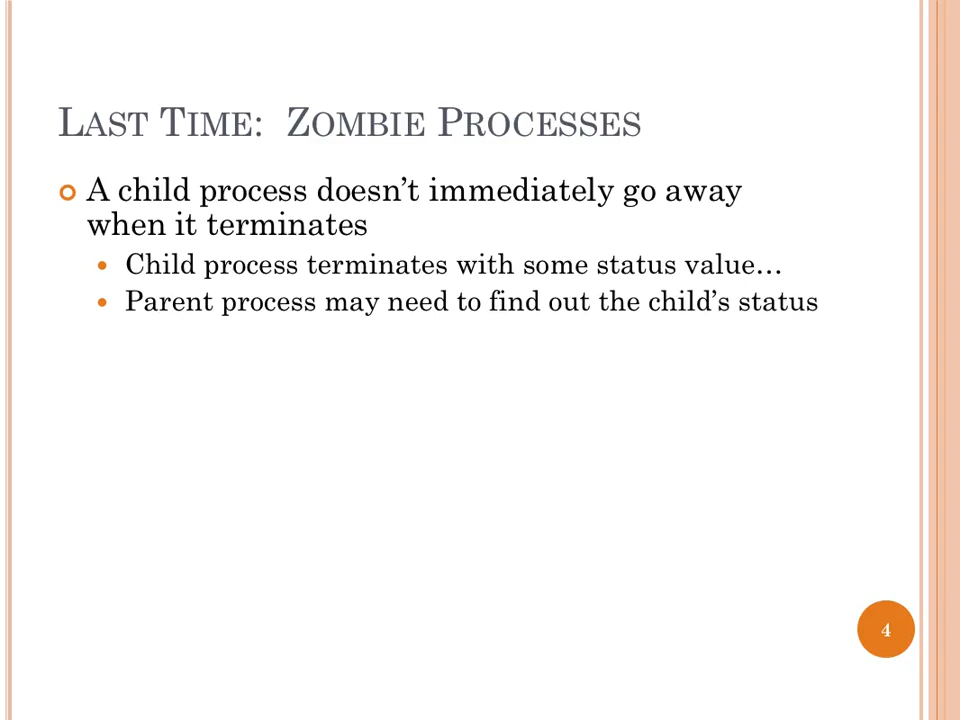 LAST TIME: ZOMBIE PROCESSES
A child process doesn't immediately go away
when it terminates
Child process terminates with some status value…
Parent process may need to find out the child's status
4